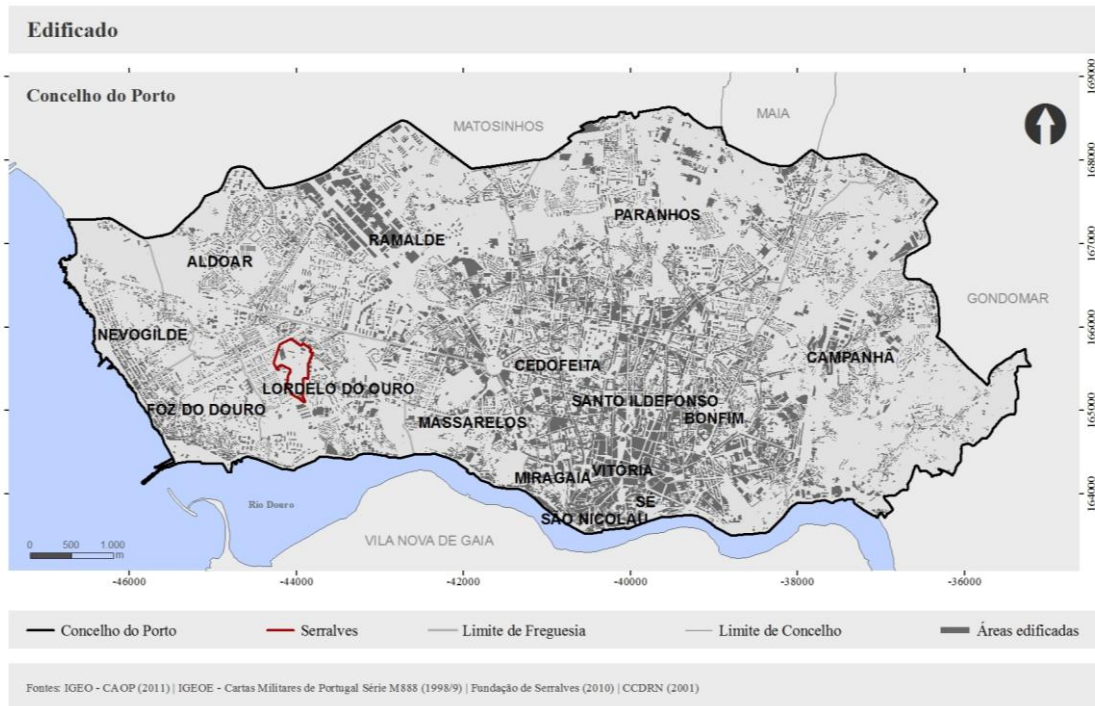 Edificado
Concelho do Porto
169000
MATOSINHOS
MAIA
168000
PARANHOS
RAMALDE
167000
ALDOAR
GONDOMAR
NEVOGILDE
166000
CAMPANHÃ
CEDOFEITA
LORDELO DO OURO
SANTO ILDEFONSO
165000
FOZ DO DOURO
BONFIM
MASSARELOS
VITÓRIA
MIRAGAIA
164000
SÉ
Rio Douro
SÃO NICOLAU
VILA NOVA DE GAIA
0 500 1.000
m
-46000 -44000 -42000 -40000 -38000 -36000
Concelho do Porto Serralves Limite de Freguesia Limite de Concelho Áreas edificadas
Fontes: IGEO - CAOP (2011) | IGEOE - Cartas Militares de Portugal Série M888 (1998/9) | Fundação de Serralves (2010) | CCDRN (2001)